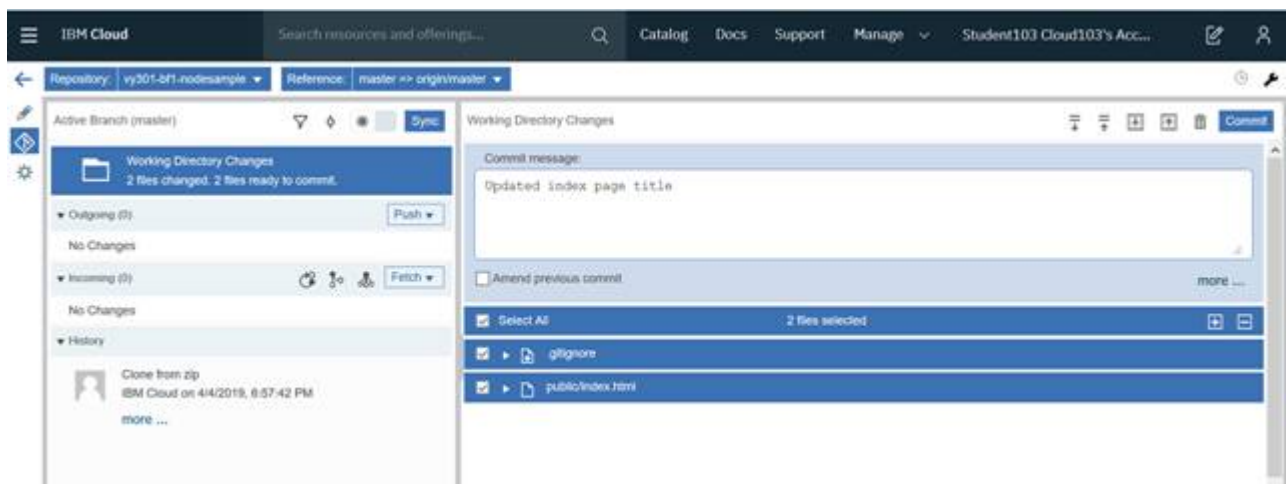 IBM Cloud Search resources and offerings... Catalog Docs Support Manage Student103 Cloud103's Acc...
Repository: vy301-bf1-nodesample Reference: master => origin/master
Active Branch (master) Sync
Working Directory Changes
2 files changed. 2 files ready to commit.
Outgoing (0) Push
No Changes
Incoming (0) Fetch
No Changes
History
Clone from zip
IBM Cloud on 4/4/2019, 6:57:42 PM
more ...
Working Directory Changes Commit
Commit message:
Updated index page title
Amend previous commit more ...
Select All 2 files selected
.gitignore
public/index.html